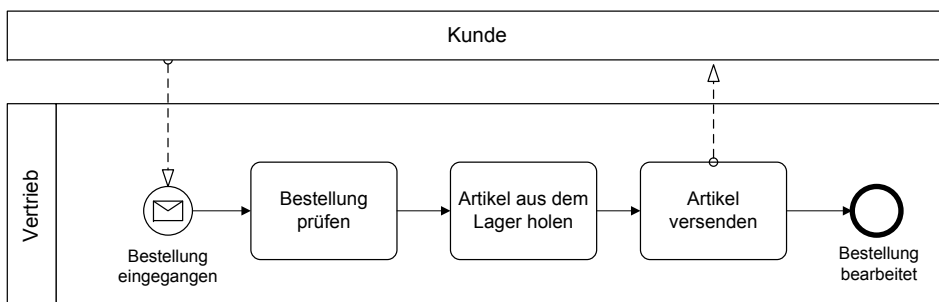 Kunde
Vertrieb
Bestellung
eingegangen
Bestellung
prüfen
Artikel aus dem
Lager holen
Artikel
versenden
Bestellung
bearbeitet